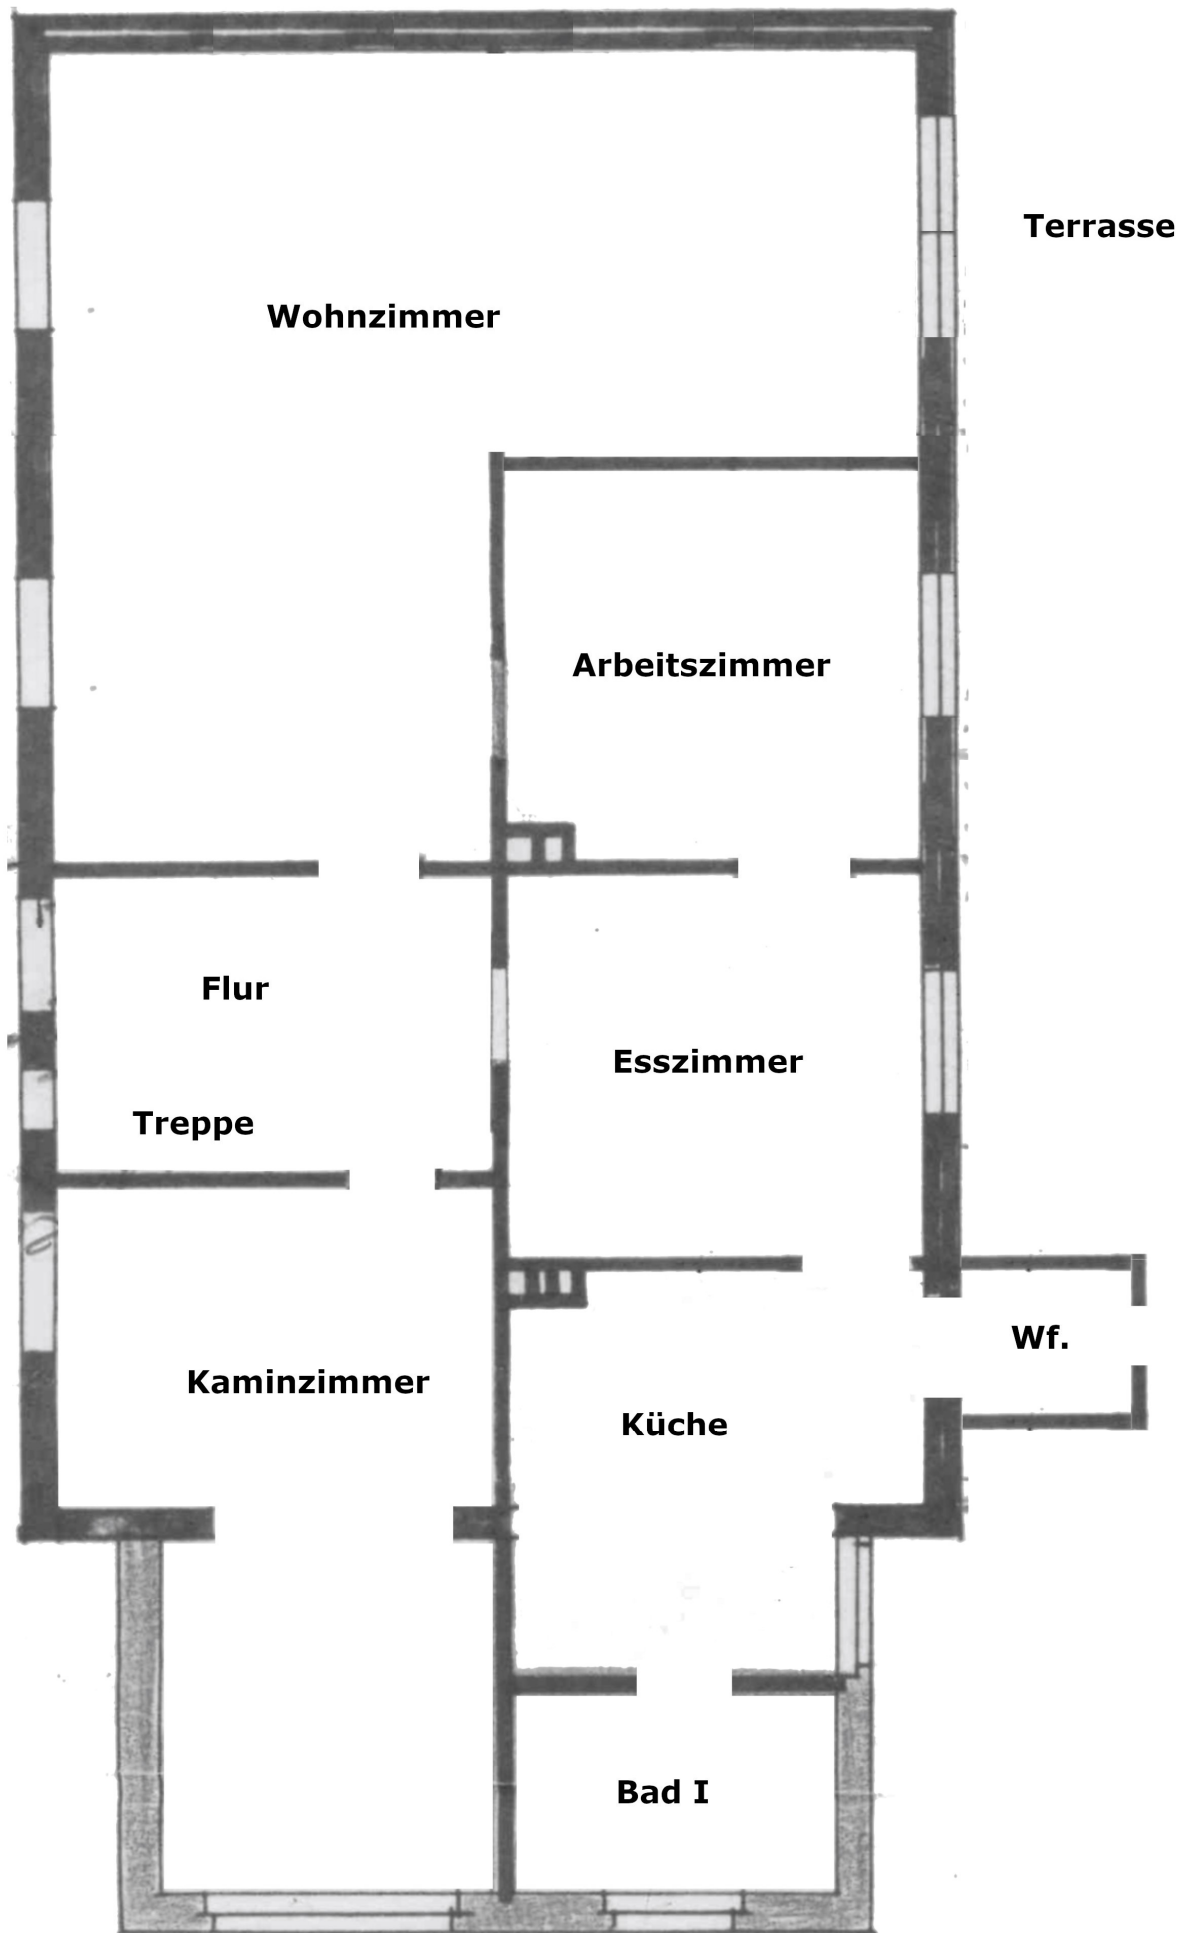 Terrasse
Wohnzimmer
Arbeitszimmer
Flur
Esszimmer
Treppe
Wf.
Kaminzimmer
Küche
Bad I